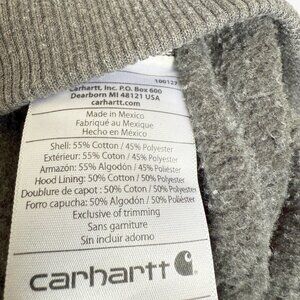 Carhartt, Inc. P.O. Box 600
Dearborn MI 48121 USA
carhartt.com
Made in Mexico
Fabriqué au Mexique
Hecho en México
Shell: 55% Cotton / 45% Polyester
Extérieur: 55% Coton / 45% Polyester
Armazón: 55% Algodón / 45% Poliéster
Hood Lining: 50% Cotton / 50% Polyester
Doublure de capot : 50% Coton / 50% Polyester
Forro capucha: 50% Algodón / 50% Poliéster
Exclusive of trimming
Sans garniture
Sin incluir adorno
carhartt